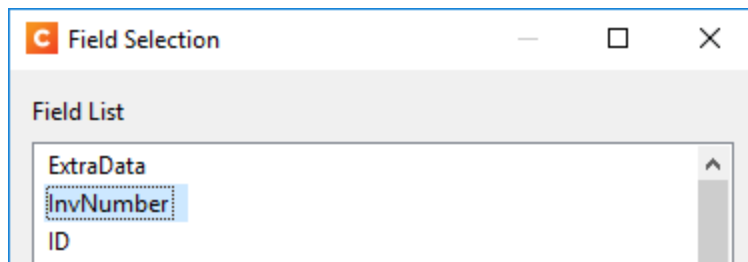 C Field Selection
Field List
ExtraData
InvNumber
ID